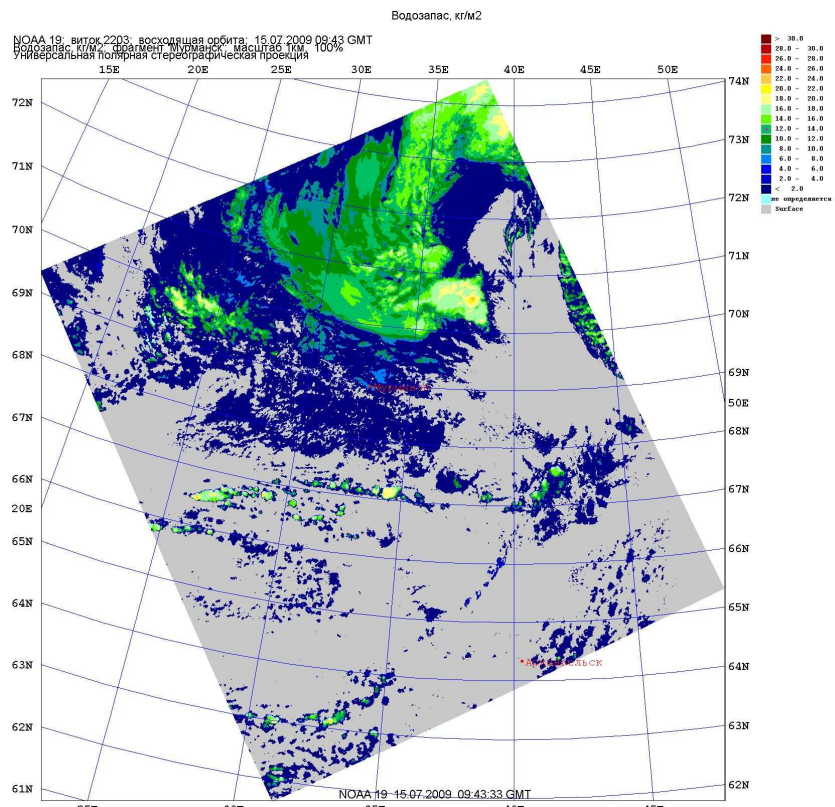 Водозапас, кг/м2
NOAA 19; виток 2203; восходящая орбита; 15.07.2009 09:43 GMT
Водозапас, кг/м2; фрагмент 'Мурманск'; масштаб 1км, 100%
Универсальная полярная стереографическая проекция
15E 20E 25E 30E 35E 40E 45E 50E
> 30.0
28.0 - 30.0
26.0 - 28.0
24.0 - 26.0
22.0 - 24.0
20.0 - 22.0
18.0 - 20.0
16.0 - 18.0
14.0 - 16.0
12.0 - 14.0
10.0 - 12.0
8.0 - 10.0
6.0 - 8.0
4.0 - 6.0
2.0 - 4.0
< 2.0
не определяется
Surface
72N
71N
70N
69N
68N
67N
66N
20E
65N
64N
63N
62N
61N
74N
73N
72N
71N
70N
69N
50E
68N
67N
66N
65N
64N
63N
62N
Архангельск
NOAA 19 15.07.2009 09:43:33 GMT